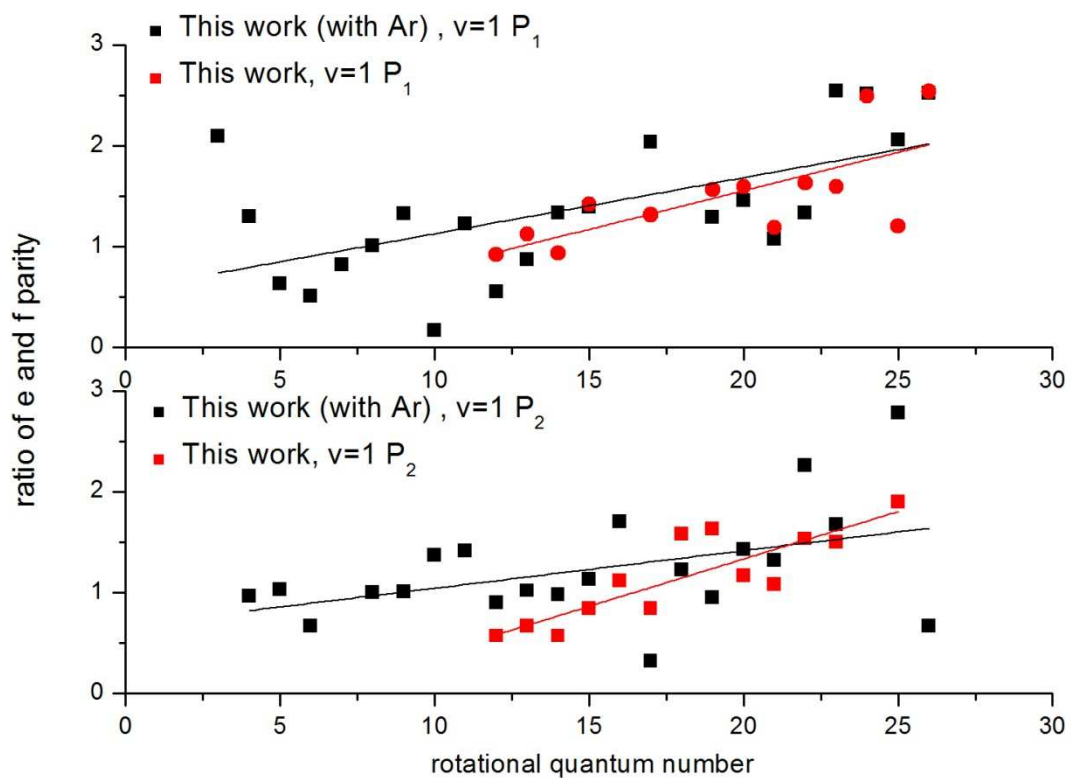 This work (with Ar) , v=1 P₁
This work, v=1 P₁
3
2
1
0
0 5 10 15 20 25 30
This work (with Ar) , v=1 P₂
This work, v=1 P₂
3
2
1
0
0 5 10 15 20 25 30
ratio of e and f parity
rotational quantum number